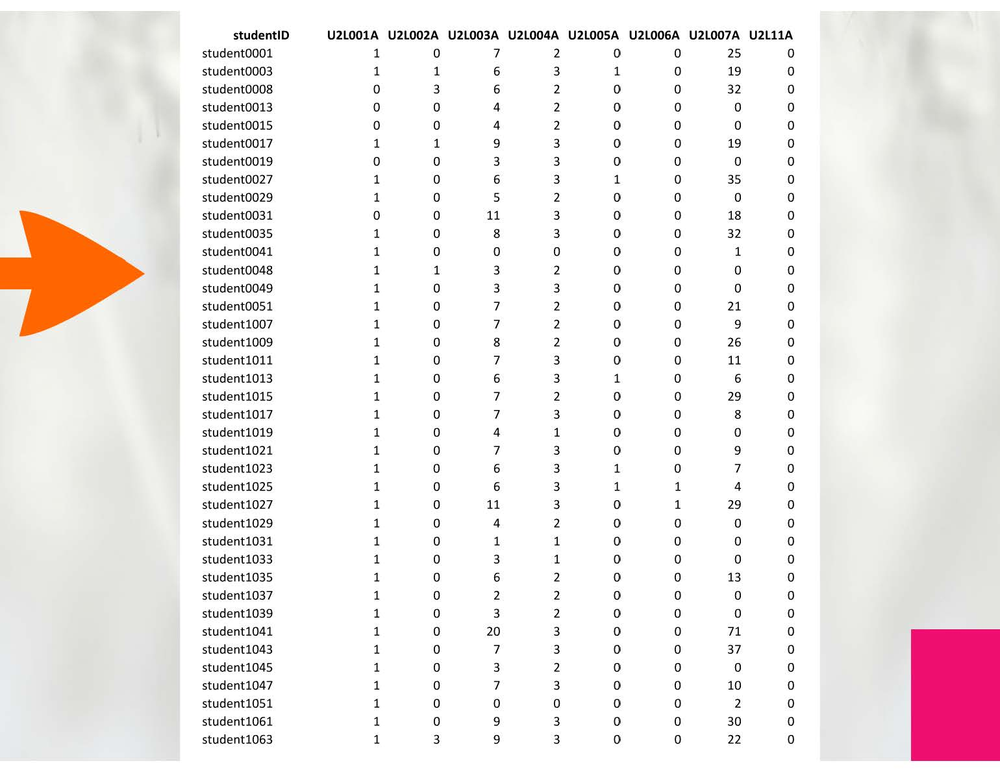 studentID U2L001A U2L002A U2L003A U2L004A U2L005A U2L006A U2L007A U2L11A
student0001 1 0 7 2 0 0 25 0
student0003 1 1 6 3 1 0 19 0
student0008 0 3 6 2 0 0 32 0
student0013 0 0 4 2 0 0 0 0
student0015 0 0 4 2 0 0 0 0
student0017 1 1 9 3 0 0 19 0
student0019 0 0 3 3 0 0 0 0
student0027 1 0 6 3 1 0 35 0
student0029 1 0 5 2 0 0 0 0
student0031 0 0 11 3 0 0 18 0
student0035 1 0 8 3 0 0 32 0
student0041 1 0 0 0 0 0 1 0
student0048 1 1 3 2 0 0 0 0
student0049 1 0 3 3 0 0 0 0
student0051 1 0 7 2 0 0 21 0
student1007 1 0 7 2 0 0 9 0
student1009 1 0 8 2 0 0 26 0
student1011 1 0 7 3 0 0 11 0
student1013 1 0 6 3 1 0 6 0
student1015 1 0 7 2 0 0 29 0
student1017 1 0 7 3 0 0 8 0
student1019 1 0 4 1 0 0 0 0
student1021 1 0 7 3 0 0 9 0
student1023 1 0 6 3 1 0 7 0
student1025 1 0 6 3 1 1 4 0
student1027 1 0 11 3 0 1 29 0
student1029 1 0 4 2 0 0 0 0
student1031 1 0 1 1 0 0 0 0
student1033 1 0 3 1 0 0 0 0
student1035 1 0 6 2 0 0 13 0
student1037 1 0 2 2 0 0 0 0
student1039 1 0 3 2 0 0 0 0
student1041 1 0 20 3 0 0 71 0
student1043 1 0 7 3 0 0 37 0
student1045 1 0 3 2 0 0 0 0
student1047 1 0 7 3 0 0 10 0
student1051 1 0 0 0 0 0 2 0
student1061 1 0 9 3 0 0 30 0
student1063 1 3 9 3 0 0 22 0